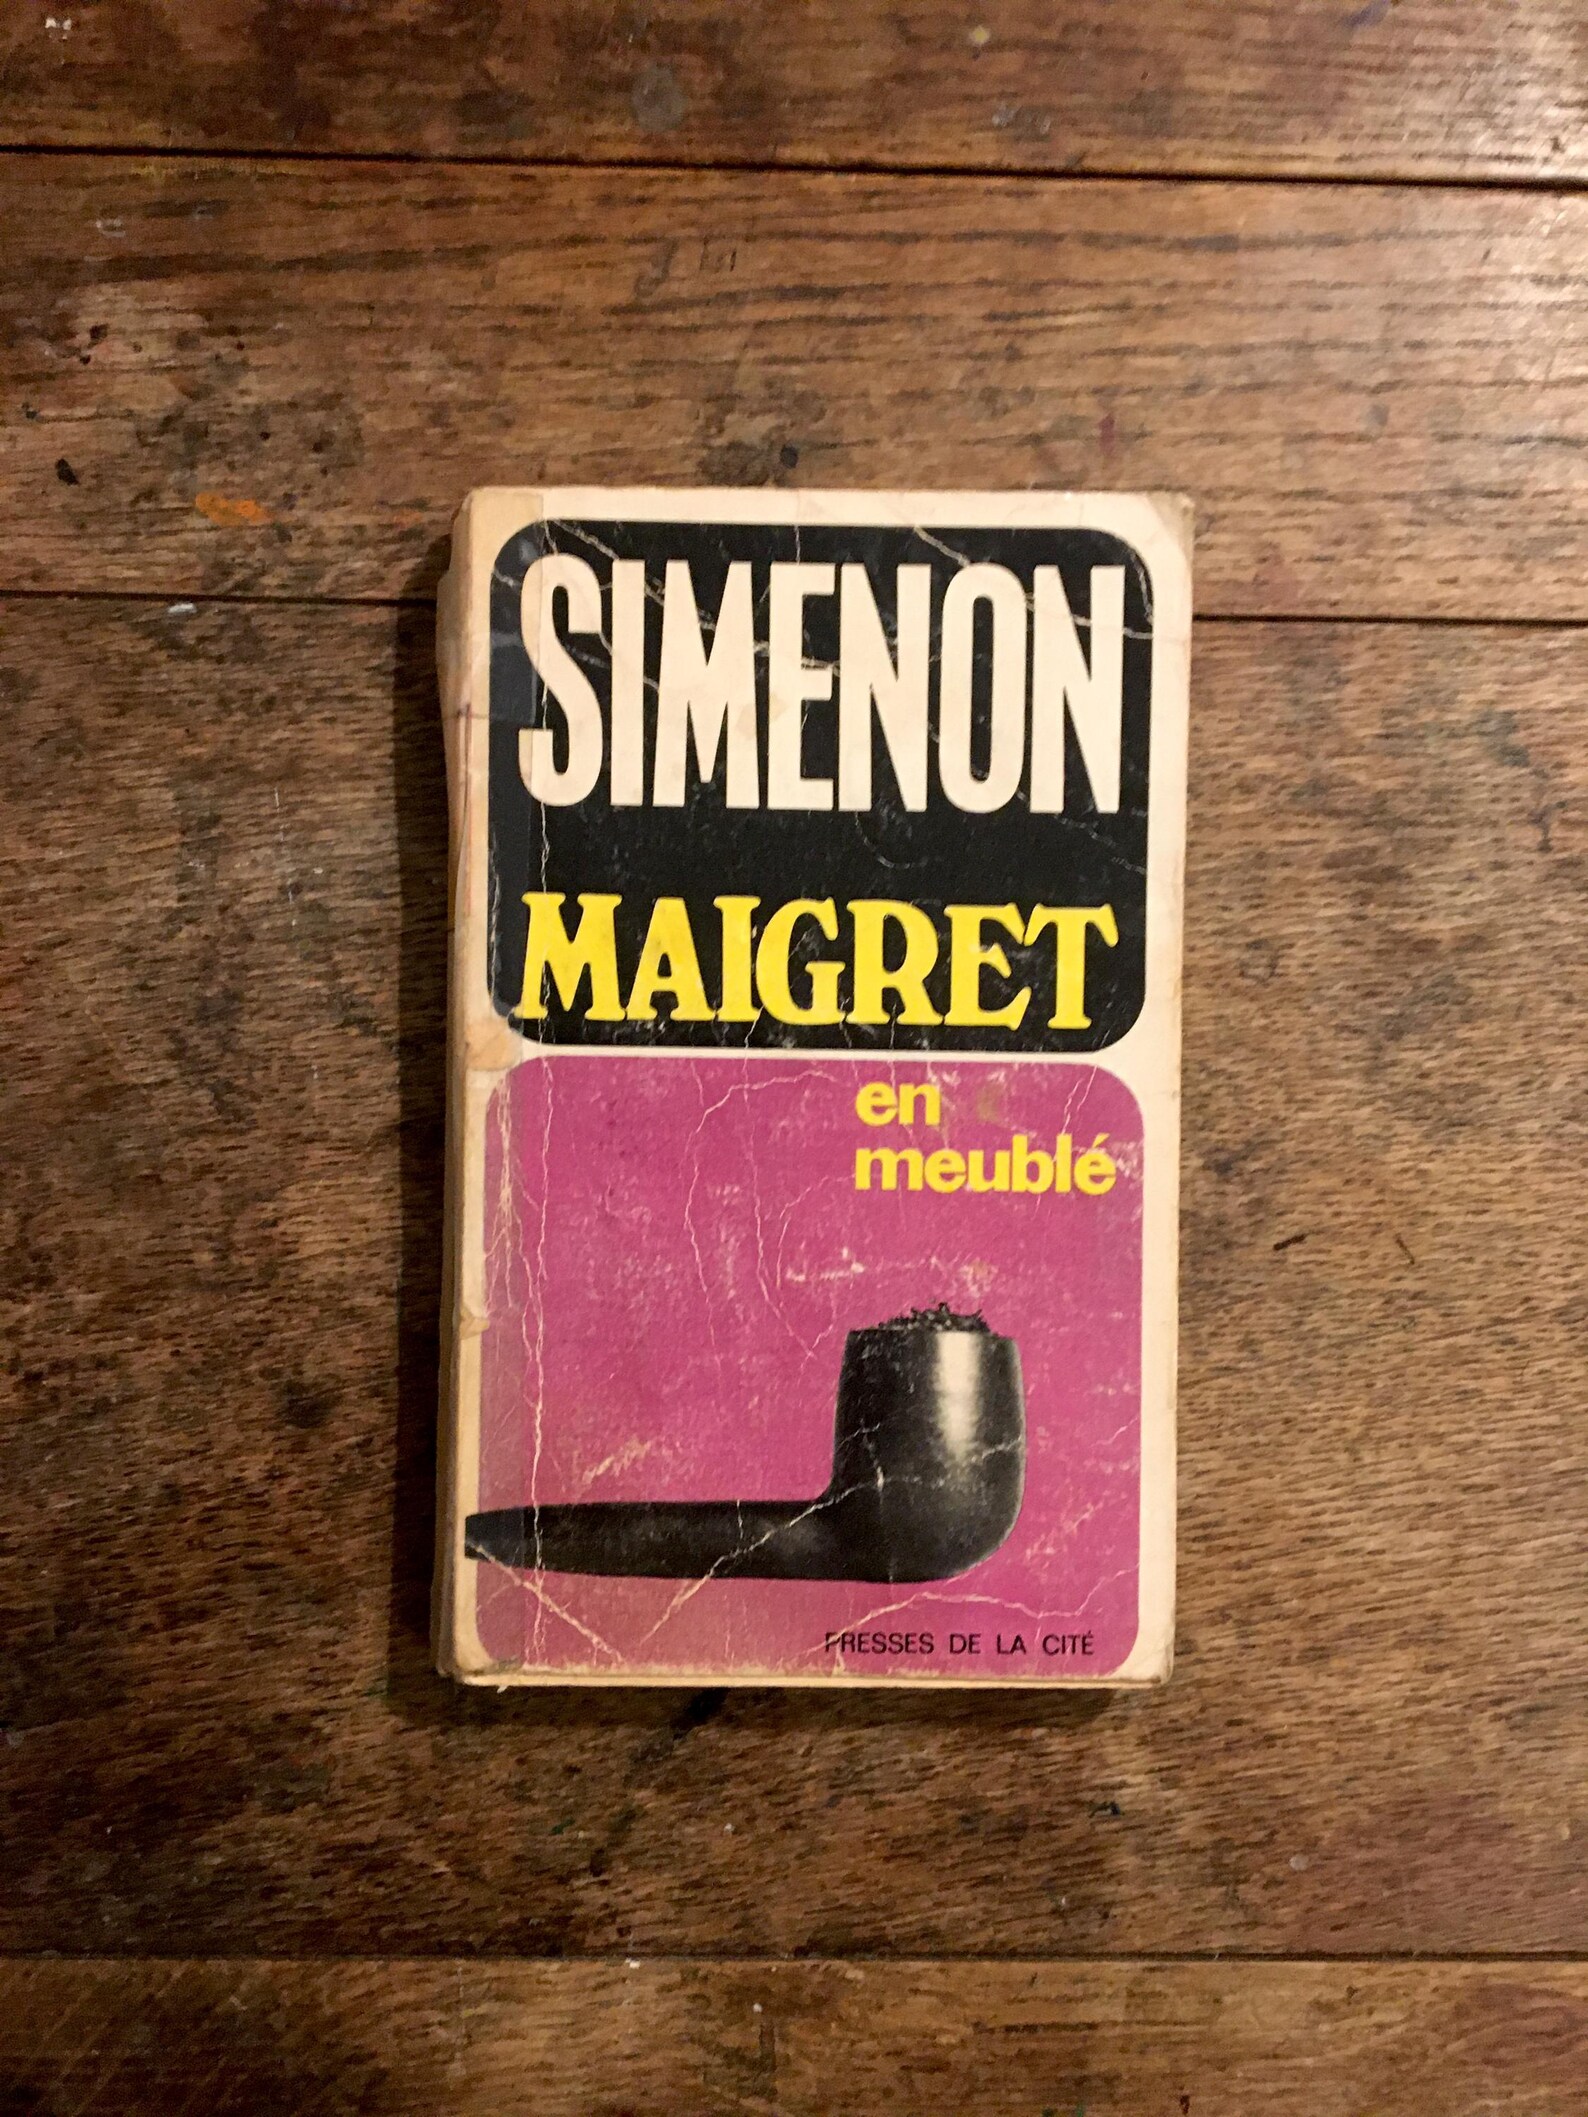 SIMENON
MAIGRET
en
meublé
PRESSES DE LA CITÉ